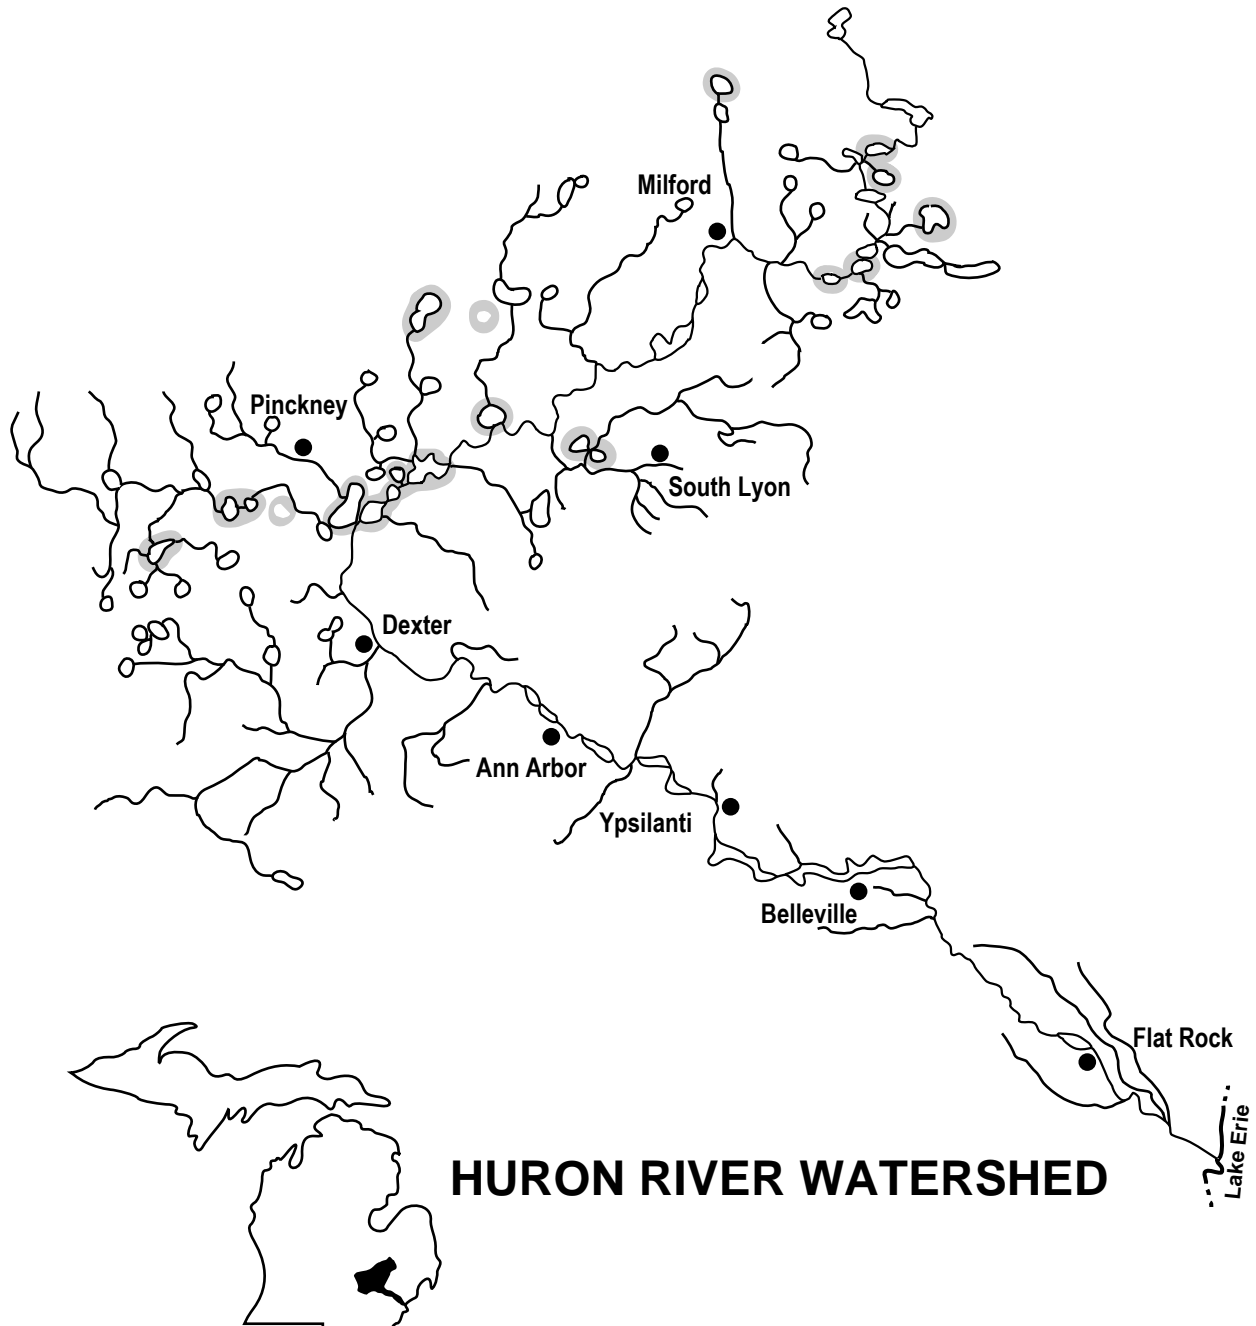 Milford
Pinckney
South Lyon
Dexter
Ann Arbor
Ypsilanti
Belleville
Flat Rock
Lake Erie
HURON RIVER WATERSHED